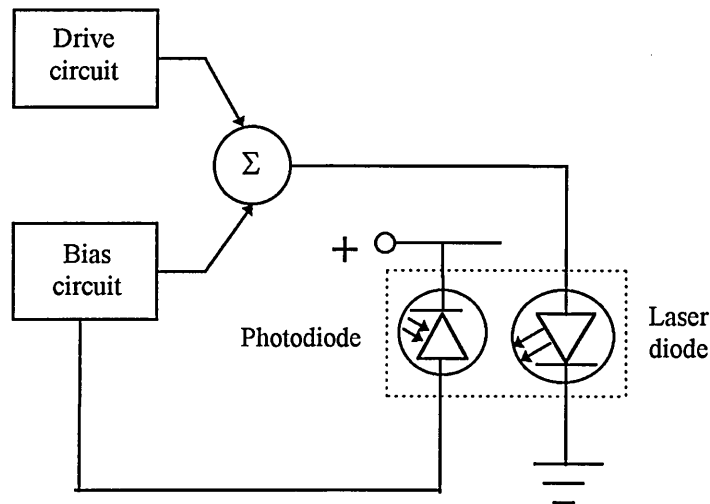 Drive
circuit
Σ
Bias
circuit
+
Photodiode
Laser
diode